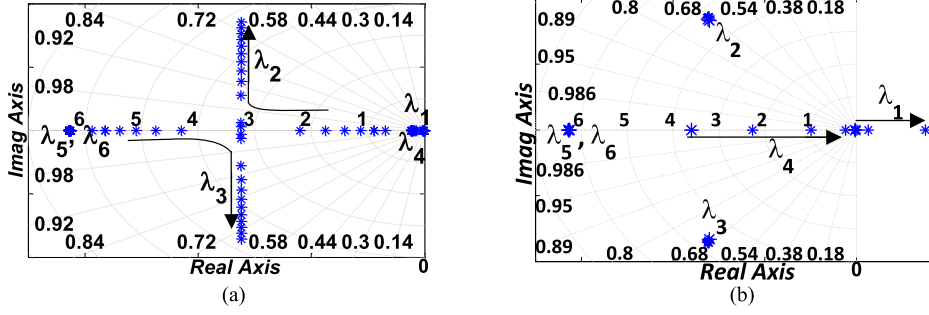 0.84 0.72 0.58 0.44 0.3 0.14
0.92
λ2
0.98
6 5 4 3 2 1 λ1
λ5, λ6 λ4
0.98
λ3
0.92
0.84 0.72 0.58 0.44 0.3 0.14
Imag Axis
Real Axis 0
(a)
0.89 0.8 0.68 0.54 0.38 0.18
λ2
0.95
0.986 λ1
6 5 4 3 2 1
λ5, λ6 λ4
0.986
0.95 λ3
0.89
0.8 0.68 0.54 0.38 0.18
Imag Axis
Real Axis 0
(b)